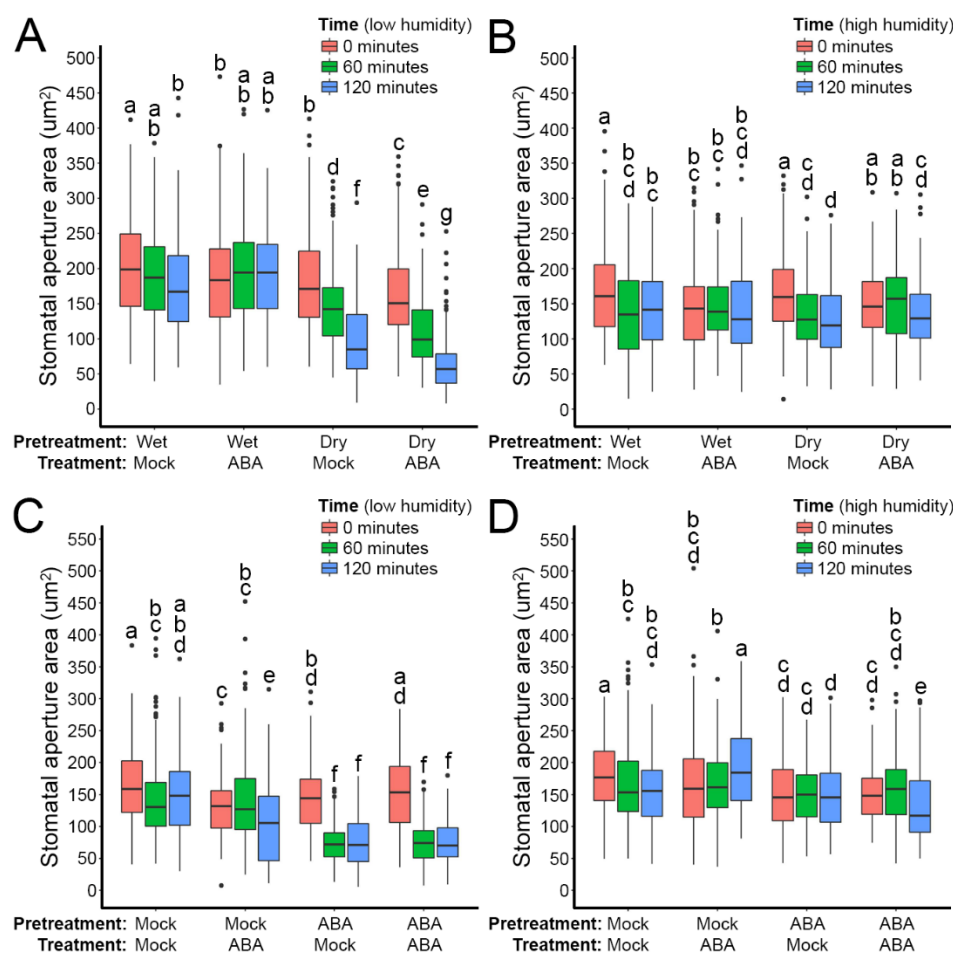 A
Time (low humidity)
0 minutes
60 minutes
120 minutes
Stomatal aperture area (um²)
500
450
400
350
300
250
200
150
100
50
0
a
a
b
b
b
a
b
a
b
b
d
f
c
e
g
Pretreatment: Wet Wet Dry Dry
Treatment: Mock ABA Mock ABA
B
Time (high humidity)
0 minutes
60 minutes
120 minutes
Stomatal aperture area (um²)
500
450
400
350
300
250
200
150
100
50
0
a
b
c
d
b
c
b
c
b
c
b
c
d
a
c
d
d
a
b
a
b
c
d
Wet Wet Dry Dry
Mock ABA Mock ABA
C
Time (low humidity)
0 minutes
60 minutes
120 minutes
Stomatal aperture area (um²)
550
500
450
400
350
300
250
200
150
100
50
0
a
b
c
a
b
d
c
b
c
e
b
d
f
f
a
d
f
f
Pretreatment: Mock Mock ABA ABA
Treatment: Mock ABA Mock ABA
D
Time (high humidity)
0 minutes
60 minutes
120 minutes
Stomatal aperture area (um²)
550
500
450
400
350
300
250
200
150
100
50
0
a
b
c
b
c
d
b
c
d
b
a
c
d
c
d
d
c
d
b
c
d
e
Pretreatment: Mock Mock ABA ABA
Treatment: Mock ABA Mock ABA